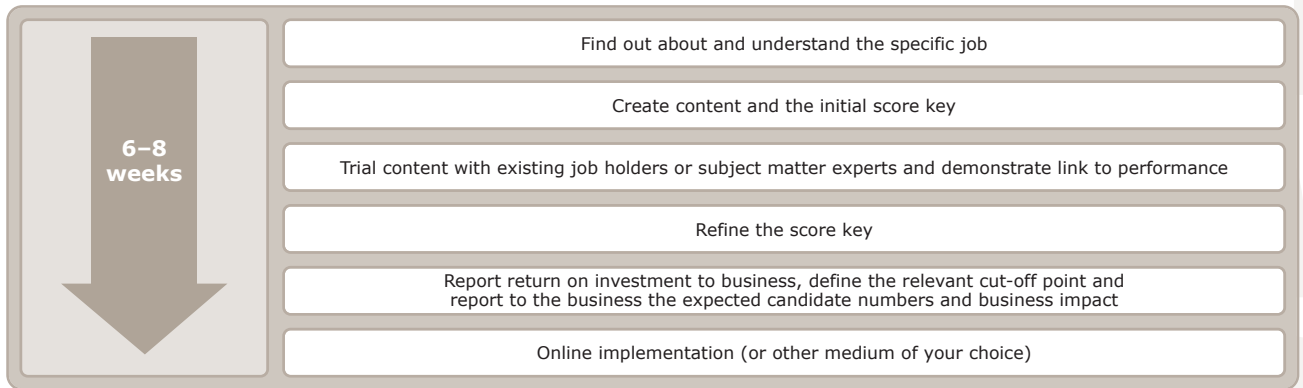 6–8
weeks
Find out about and understand the specific job
Create content and the initial score key
Trial content with existing job holders or subject matter experts and demonstrate link to performance
Refine the score key
Report return on investment to business, define the relevant cut-off point and
report to the business the expected candidate numbers and business impact
Online implementation (or other medium of your choice)